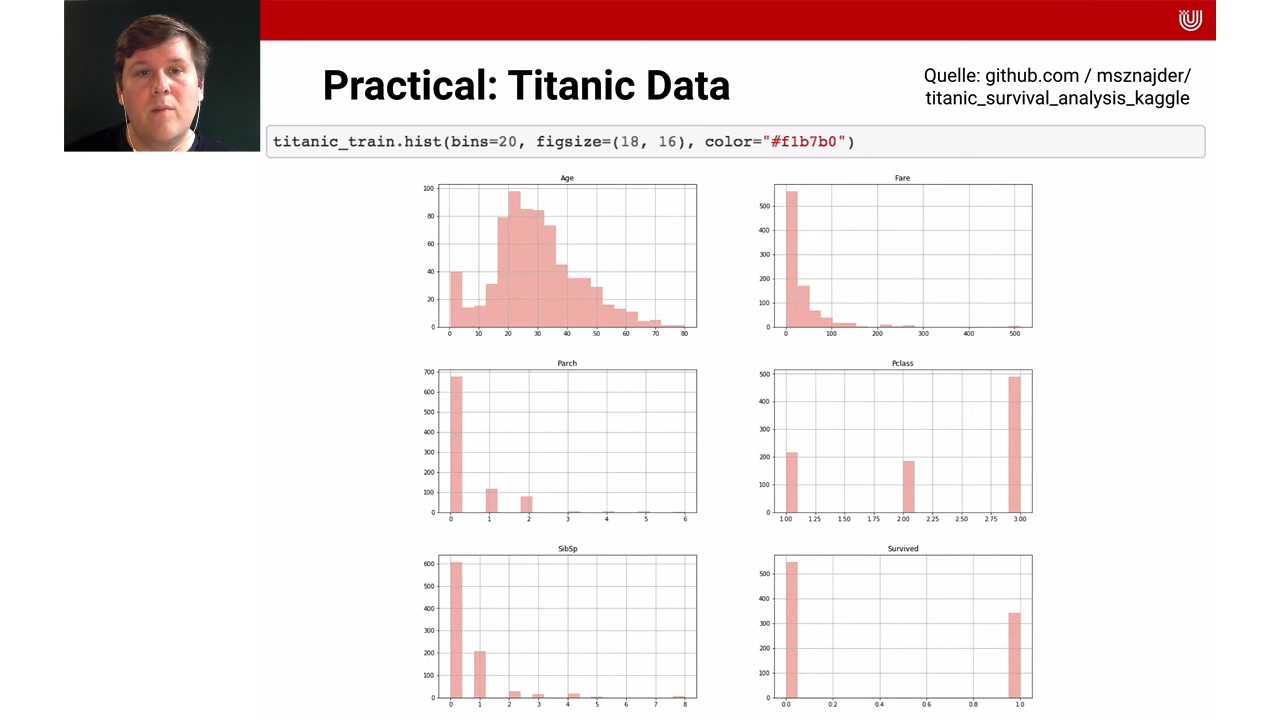 Practical: Titanic Data
Quelle: github.com / msznajder/
titanic_survival_analysis_kaggle
titanic_train.hist(bins=20, figsize=(18, 16), color="#f1b7b0")
Age
100
80
60
40
20
0
0 10 20 30 40 50 60 70 80
Fare
500
400
300
200
100
0
0 100 200 300 400 500
Parch
700
600
500
400
300
200
100
0
0 1 2 3 4 5 6
Pclass
500
400
300
200
100
0
1.00 1.25 1.50 1.75 2.00 2.25 2.50 2.75 3.00
SibSp
600
500
400
300
200
100
0
0 1 2 3 4 5 6 7 8
Survived
500
400
300
200
100
0
0.0 0.2 0.4 0.6 0.8 1.0